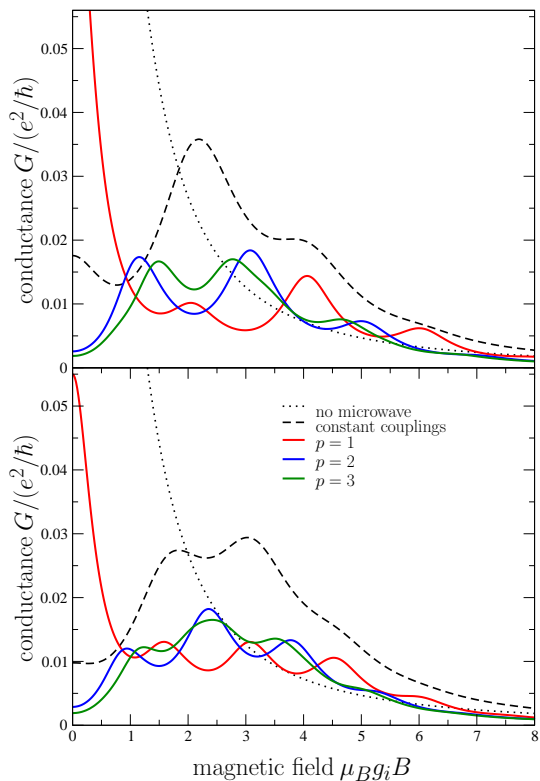 0.05
0.04
0.03
0.02
0.01
0
conductance G/(e²/ℏ)
0.05
0.04
0.03
0.02
0.01
0
conductance G/(e²/ℏ)
no microwave
constant couplings
p = 1
p = 2
p = 3
0 1 2 3 4 5 6 7 8
magnetic field μ_B g_i B